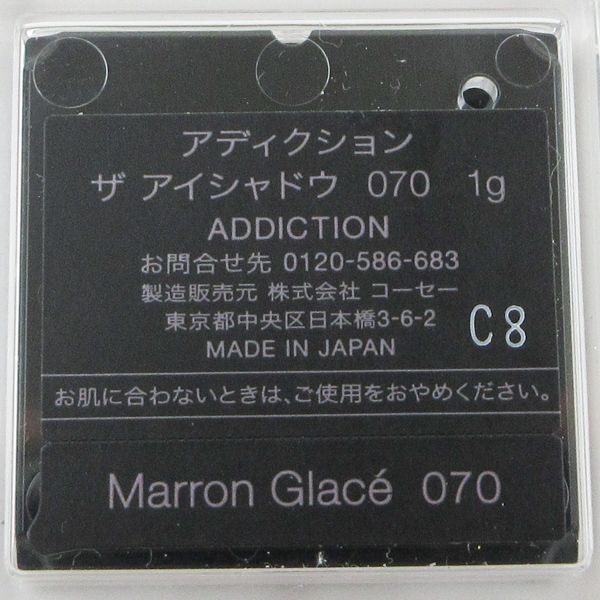 アディクション
ザ アイシャドウ 070 1g
ADDICTION
お問合せ先 0120-586-683
製造販売元 株式会社 コーセー
東京都中央区日本橋3-6-2
MADE IN JAPAN
C8
お肌に合わないときは、ご使用をおやめください。
Marron Glacé 070